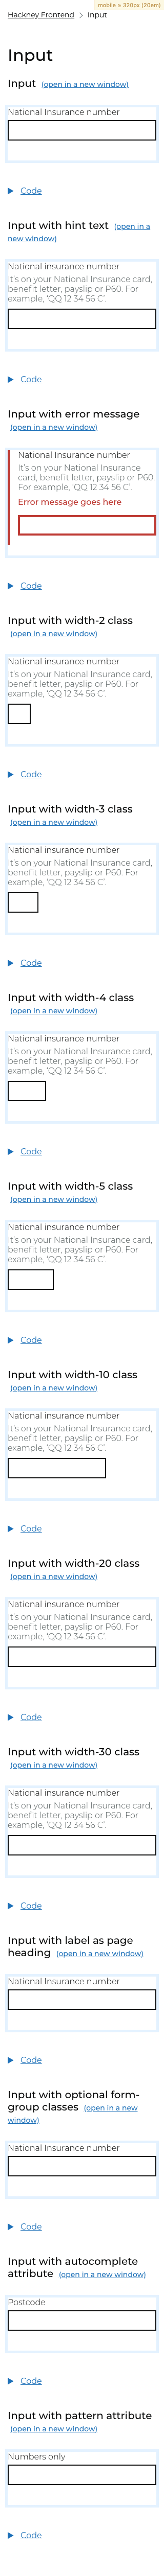 mobile a 320px (20em)
Hackney Frontend > Input
Input
Input (open in a new window)
National Insurance number
Code
Input with hint text (open in a
new window)
National insurance number
It's on your National Insurance card,
benefit letter, payslip or P60. For
example, 'QQ 12 34 56 C'.
Code
Input with error message
(open in a new window)
National Insurance number
It's on your National Insurance
card, benefit letter, payslip or P60.
For example, 'QQ 12 34 56 C'.
Error message goes here
Code
Input with width-2 class
(open in a new window)
National insurance number
It's on your National Insurance card,
benefit letter, payslip or P60. For
example, 'QQ 12 34 56 C'.
Code
Input with width-3 class
(open in a new window)
National insurance number
It's on your National Insurance card,
benefit letter, payslip or P60. For
example, 'QQ 12 34 56 C'.
Code
Input with width-4 class
(open in a new window)
National insurance number
It's on your National Insurance card,
benefit letter, payslip or P60. For
example, 'QQ 12 34 56 C'.
Code
Input with width-5 class
(open in a new window)
National insurance number
It's on your National Insurance card,
benefit letter, payslip or P60. For
example, 'QQ 12 34 56 C'.
Code
Input with width-10 class
(open in a new window)
National insurance number
It's on your National Insurance card,
benefit letter, payslip or P60. For
example, 'QQ 12 34 56 C'.
Code
Input with width-20 class
(open in a new window)
National insurance number
It's on your National Insurance card,
benefit letter, payslip or P60. For
example, 'QQ 12 34 56 C'.
Code
Input with width-30 class
(open in a new window)
National insurance number
It's on your National Insurance card,
benefit letter, payslip or P60. For
example, 'QQ 12 34 56 C'.
Code
Input with label as page
heading (open in a new window)
National Insurance number
Code
Input with optional form-
group classes (open in a new
window)
National Insurance number
Code
Input with autocomplete
attribute (open in a new window)
Postcode
Code
Input with pattern attribute
(open in a new window)
Numbers only
Code